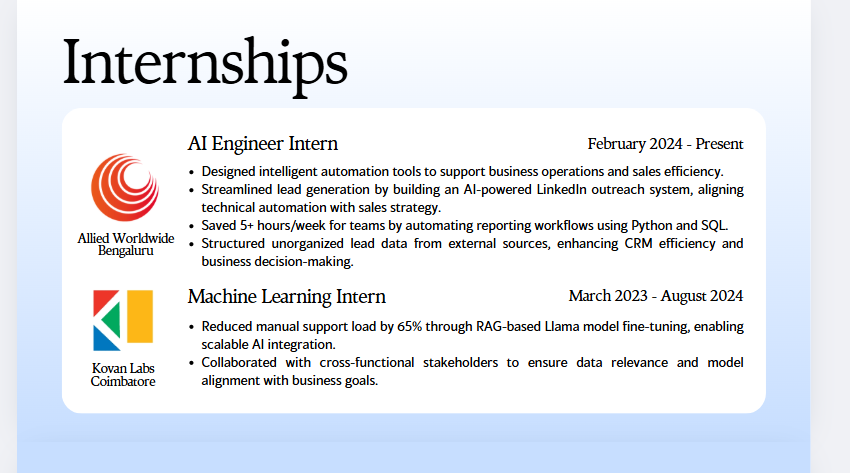 Internships
AI Engineer Intern
February 2024 - Present
• Designed intelligent automation tools to support business operations and sales efficiency.
• Streamlined lead generation by building an AI-powered LinkedIn outreach system, aligning
technical automation with sales strategy.
• Saved 5+ hours/week for teams by automating reporting workflows using Python and SQL.
• Structured unorganized lead data from external sources, enhancing CRM efficiency and
business decision-making.
Allied Worldwide
Bengaluru
Machine Learning Intern
March 2023 - August 2024
• Reduced manual support load by 65% through RAG-based Llama model fine-tuning, enabling
scalable AI integration.
• Collaborated with cross-functional stakeholders to ensure data relevance and model
alignment with business goals.
Kovan Labs
Coimbatore